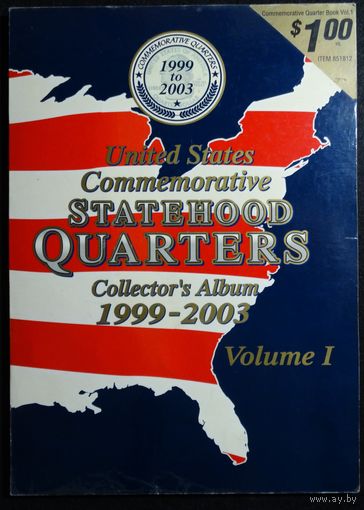 Commemorative Quarter Book Vol.1
$1.00
ITEM 851812
COMMEMORATIVE QUARTERS
1999
to
2003
United States
Commemorative
STATEHOOD
QUARTERS
Collector's Album
1999-2003
Volume I
www.ay.by